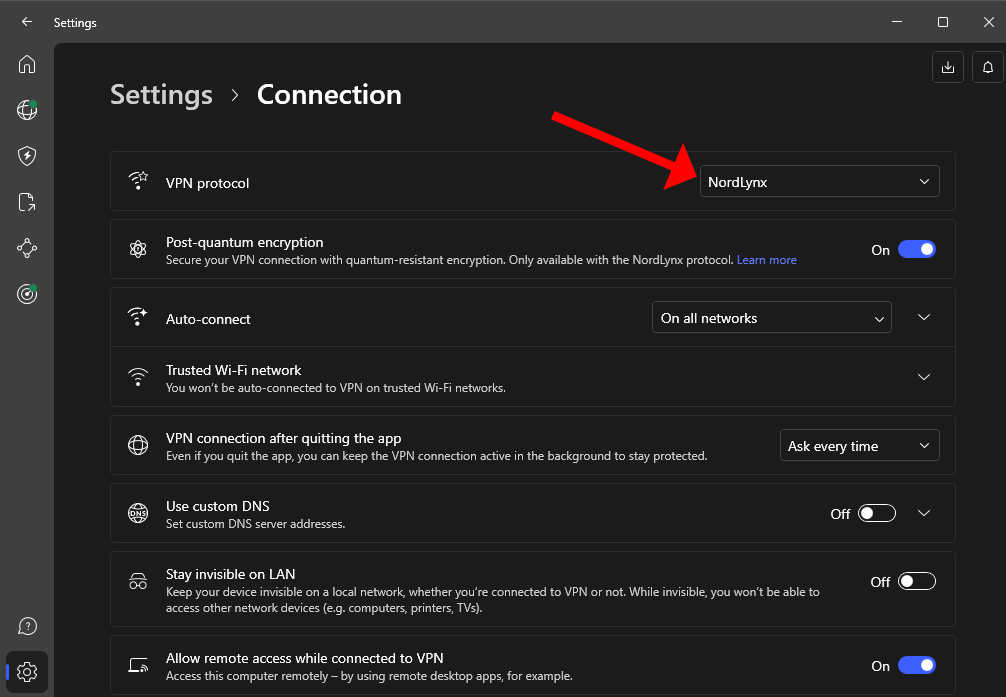 Settings
Settings > Connection
VPN protocol
NordLynx
Post-quantum encryption
Secure your VPN connection with quantum-resistant encryption. Only available with the NordLynx protocol. Learn more
On
Auto-connect
On all networks
Trusted Wi-Fi network
You won't be auto-connected to VPN on trusted Wi-Fi networks.
VPN connection after quitting the app
Even if you quit the app, you can keep the VPN connection active in the background to stay protected.
Ask every time
DNS
Use custom DNS
Set custom DNS server addresses.
Off
Stay invisible on LAN
Keep your device invisible on a local network, whether you're connected to VPN or not. While invisible, you won't be able to
access other network devices (e.g. computers, printers, TVs).
Off
Allow remote access while connected to VPN
Access this computer remotely – by using remote desktop apps, for example.
On